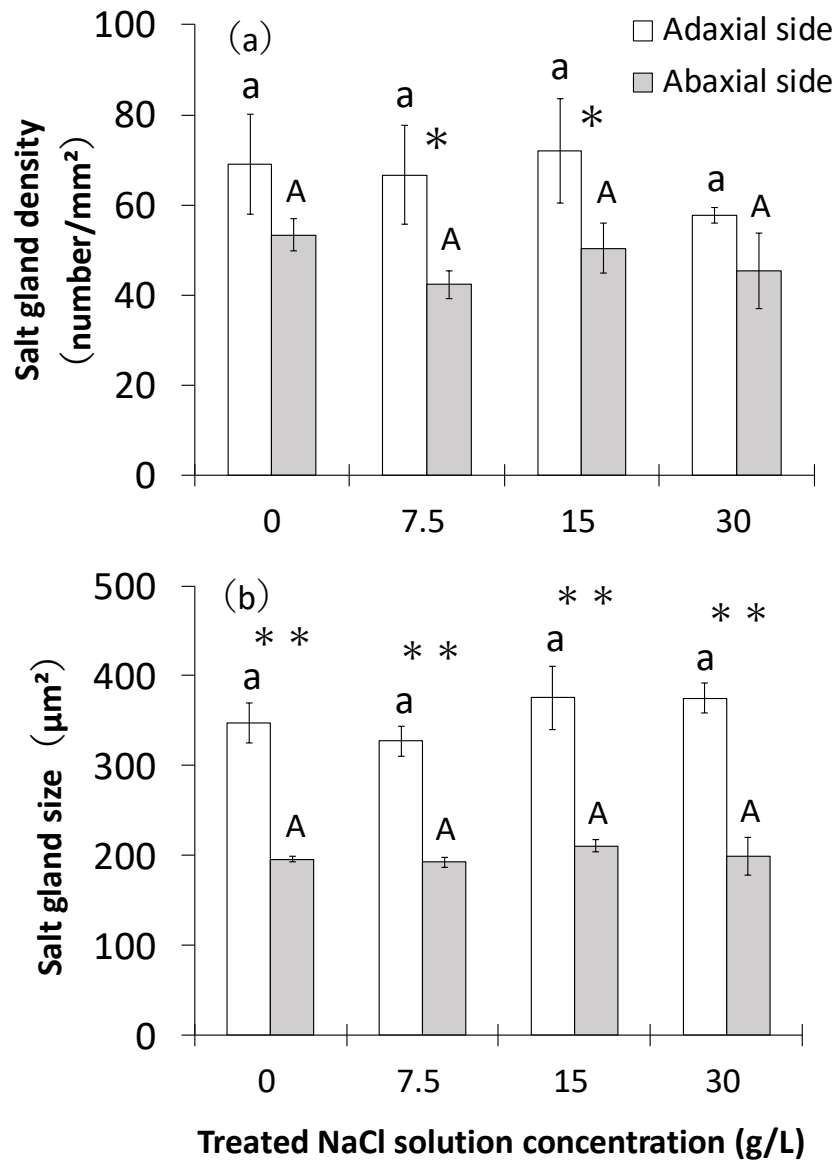 Salt gland density
（number/mm²）
100
80
60
40
20
0
（a）
Adaxial side
Abaxial side
a
A
a
*
A
a
*
A
a
A
0
7.5
15
30
Salt gland size （µm²）
500
400
300
200
100
0
（b）
* *
a
A
* *
a
A
* *
a
A
* *
a
A
0
7.5
15
30
Treated NaCl solution concentration (g/L)